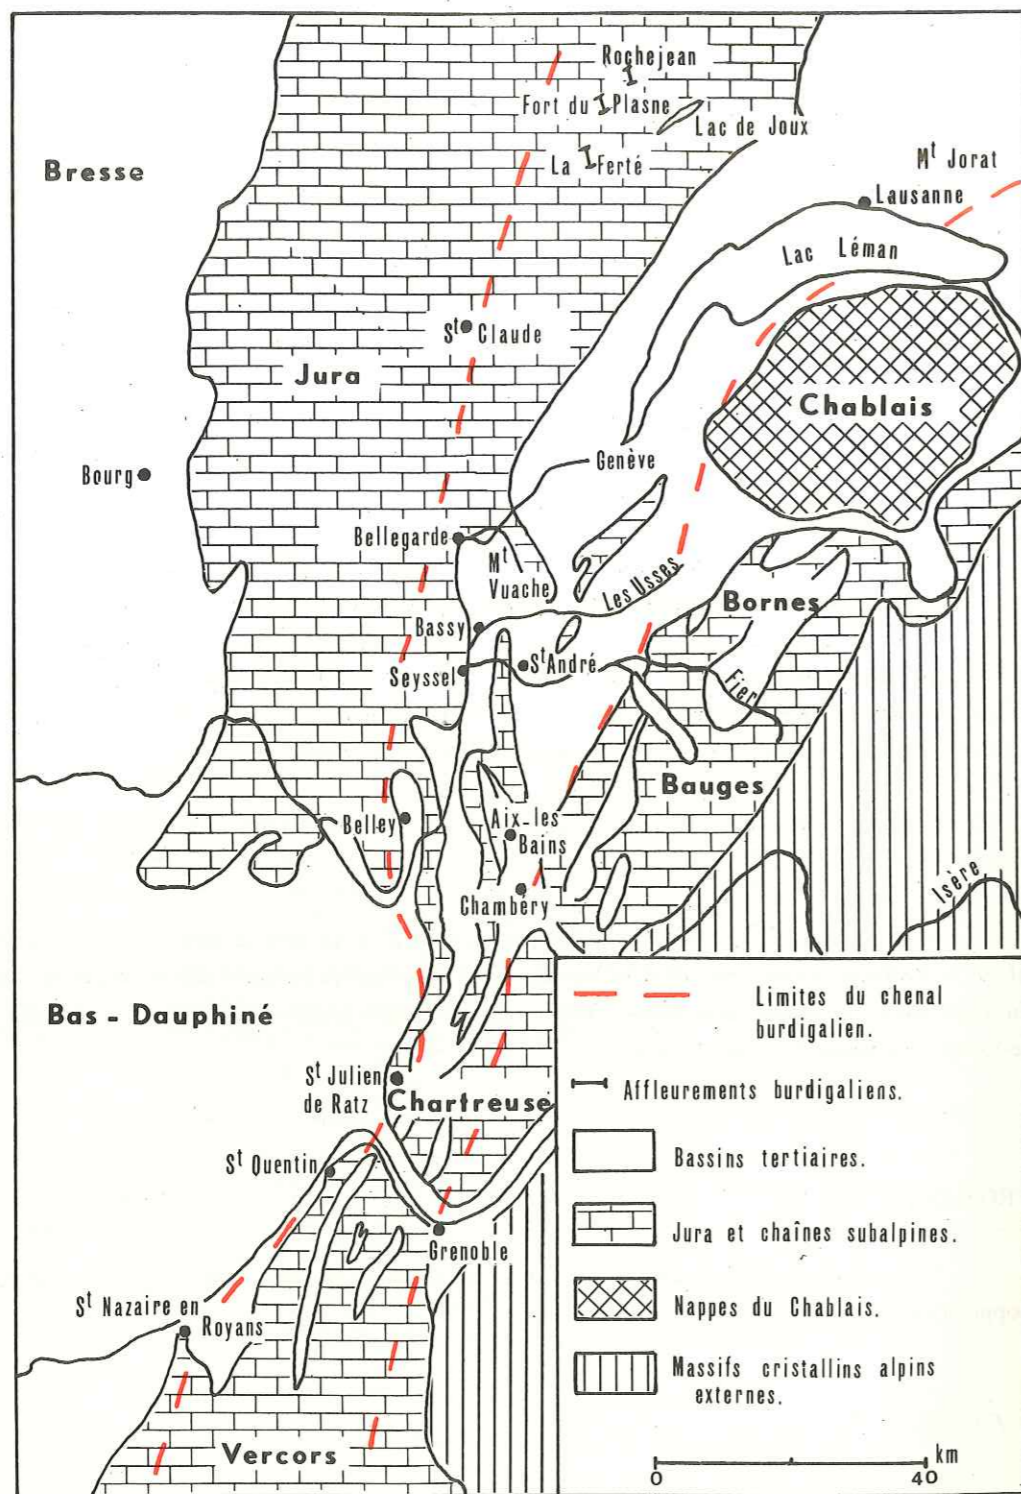 Rochejean
Fort du Plasne
Lac de Joux
La Ferté
Bresse
Mt Jorat
Lausanne
Lac Léman
St Claude
Jura
Chablais
Bourg
Genève
Bellegarde
Mt
Vuache
Les Usses
Bornes
Bassy
St André
Seyssel
Fier
Bauges
Belley
Aix-les
Bains
Isère
Chambéry
Bas - Dauphiné
Limites du chenal
burdigalien.
St Julien
de Ratz
Chartreuse
Affleurements burdigaliens.
St Quentin
Bassins tertiaires.
Grenoble
Jura et chaînes subalpines.
St Nazaire en
Royans
Nappes du Chablais.
Massifs cristallins alpins
externes.
Vercors
km
0 40